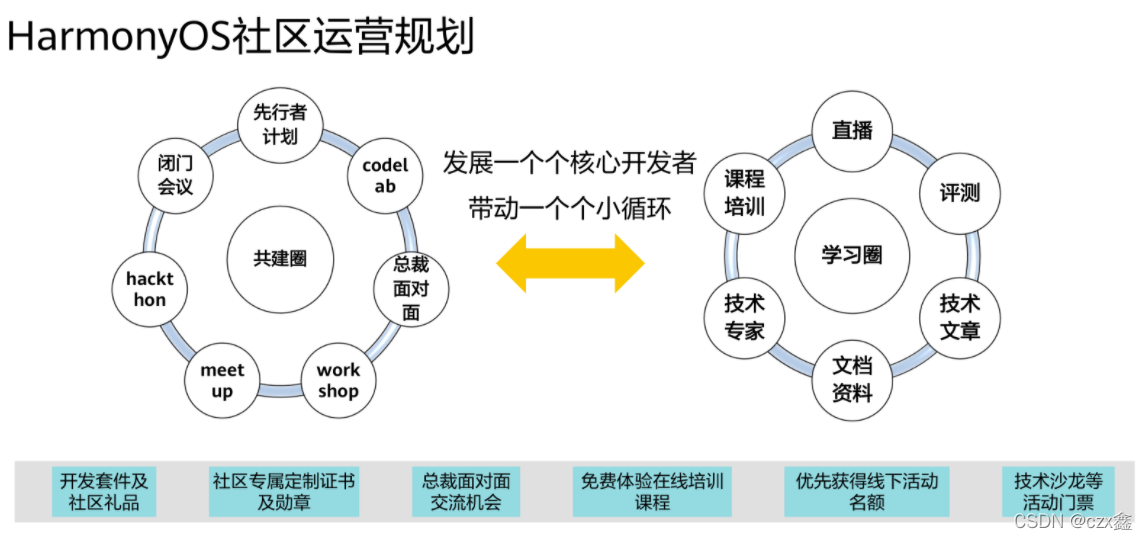 HarmonyOS社区运营规划
先行者
计划
codel
ab
总裁
面对
面
work
shop
meet
up
hackt
hon
闭门
会议
共建圈
发展一个个核心开发者
带动一个个小循环
直播
评测
技术
文章
文档
资料
技术
专家
课程
培训
学习圈
开发套件及
社区礼品
社区专属定制证书
及勋章
总裁面对面
交流机会
免费体验在线培训
课程
优先获得线下活动
名额
技术沙龙等
活动门票
CSDN @czx鑫